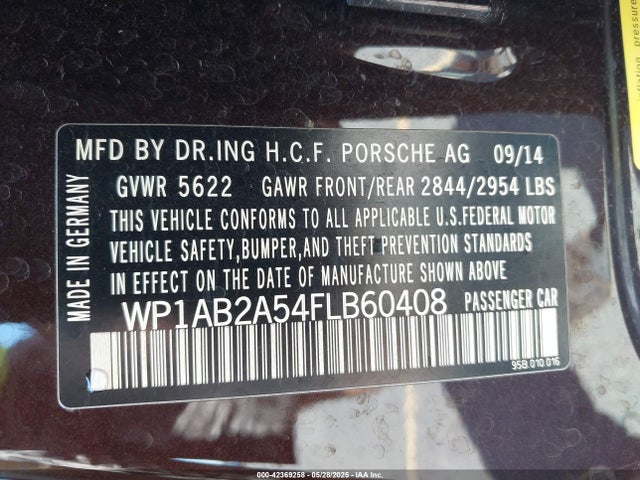 MFD BY DR.ING H.C.F. PORSCHE AG 09/14
GVWR 5622 GAWR FRONT/REAR 2844/2954 LBS
THIS VEHICLE CONFORMS TO ALL APPLICABLE U.S.FEDERAL MOTOR
VEHICLE SAFETY,BUMPER,AND THEFT PREVENTION STANDARDS
IN EFFECT ON THE DATE OF MANUFACTURE SHOWN ABOVE
WP1AB2A54FLB60408 PASSENGER CAR
95B.010.016
MADE IN GERMANY
00-42369258 - 05/28/2025 - IAA Inc.